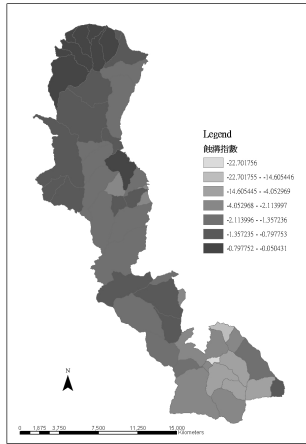 Legend
蝕溝指數
-22.701756
-22.701755 - -14.605446
-14.605445 - -4.052969
-4.052968 - -2.113997
-2.113996 - -1.357236
-1.357235 - -0.797753
-0.797752 - -0.050431
N
0 1,875 3,750 7,500 11,250 15,000
Kilometers